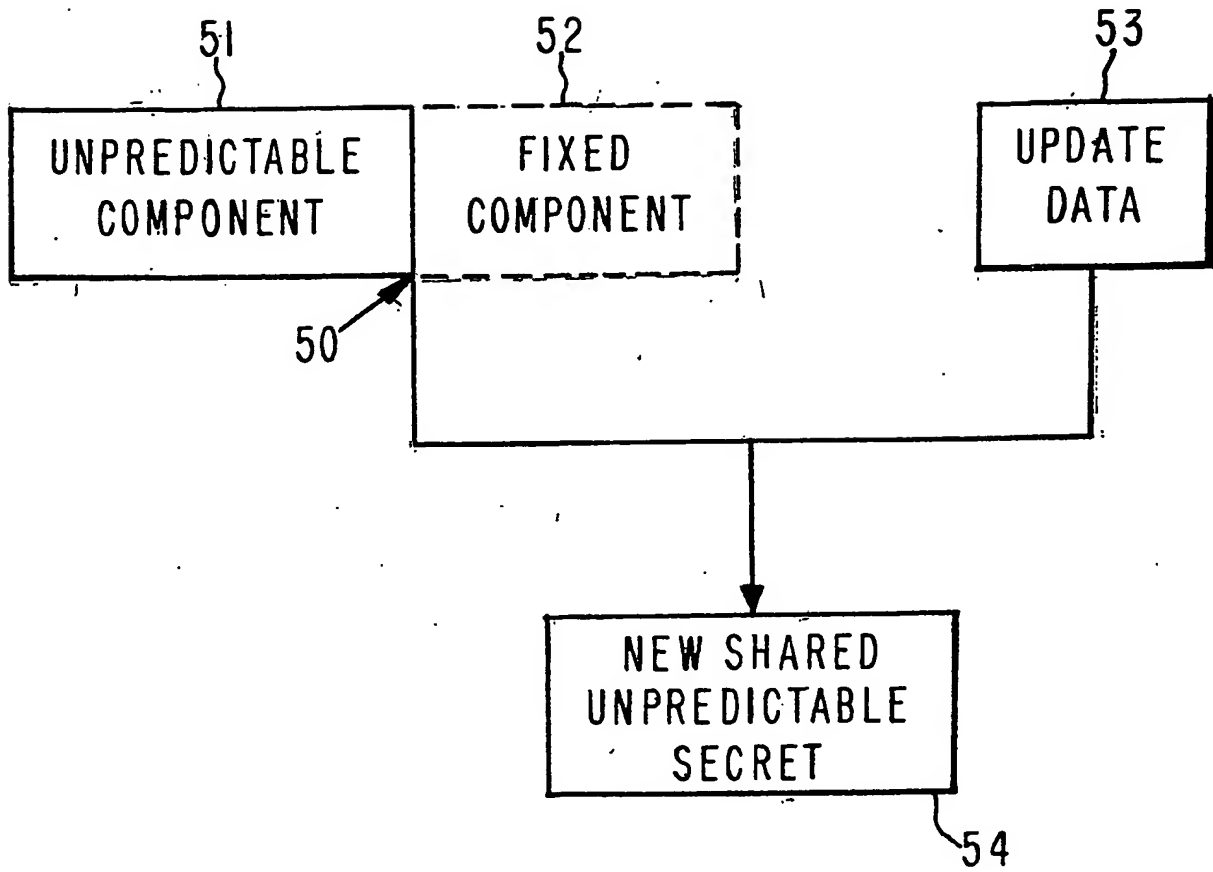 51
52
53
UNPREDICTABLE
COMPONENT
FIXED
COMPONENT
UPDATE
DATA
50
NEW SHARED
UNPREDICTABLE
SECRET
54